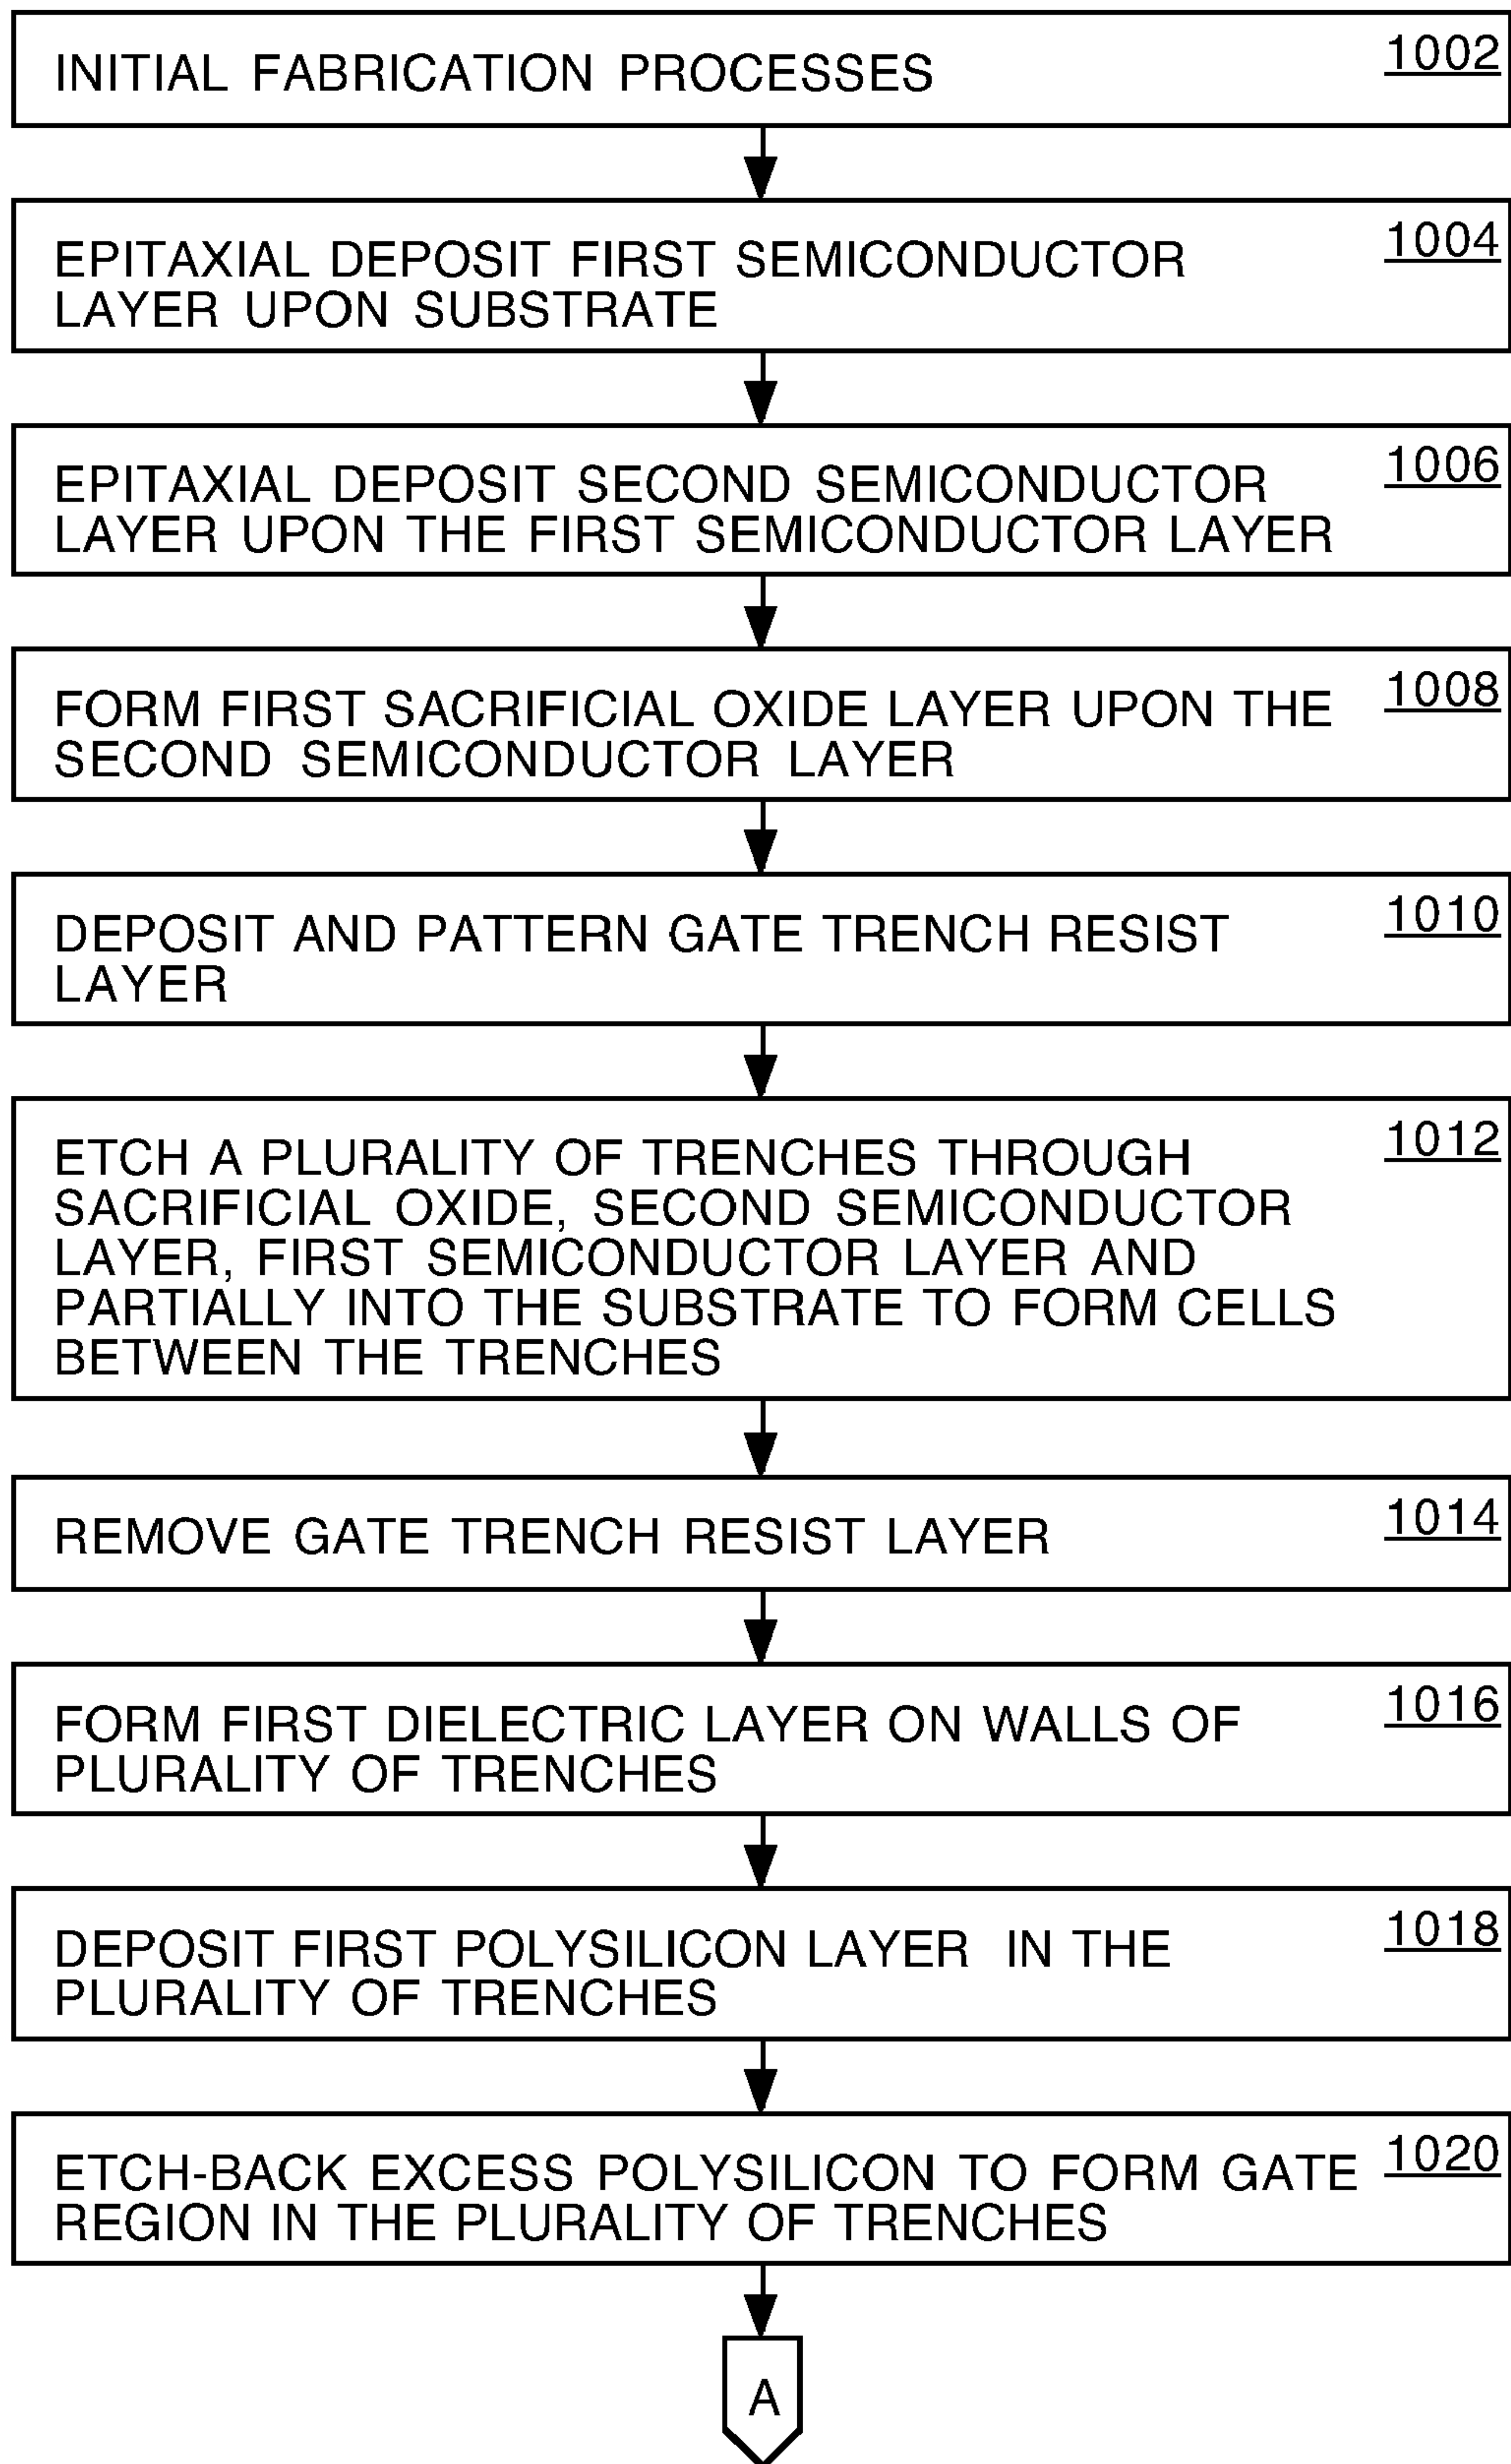 INITIAL FABRICATION PROCESSES
1002
EPITAXIAL DEPOSIT FIRST SEMICONDUCTOR
LAYER UPON SUBSTRATE
1004
EPITAXIAL DEPOSIT SECOND SEMICONDUCTOR
LAYER UPON THE FIRST SEMICONDUCTOR LAYER
1006
FORM FIRST SACRIFICIAL OXIDE LAYER UPON THE
SECOND SEMICONDUCTOR LAYER
1008
DEPOSIT AND PATTERN GATE TRENCH RESIST
LAYER
1010
ETCH A PLURALITY OF TRENCHES THROUGH
SACRIFICIAL OXIDE, SECOND SEMICONDUCTOR
LAYER, FIRST SEMICONDUCTOR LAYER AND
PARTIALLY INTO THE SUBSTRATE TO FORM CELLS
BETWEEN THE TRENCHES
1012
REMOVE GATE TRENCH RESIST LAYER
1014
FORM FIRST DIELECTRIC LAYER ON WALLS OF
PLURALITY OF TRENCHES
1016
DEPOSIT FIRST POLYSILICON LAYER IN THE
PLURALITY OF TRENCHES
1018
ETCH-BACK EXCESS POLYSILICON TO FORM GATE
REGION IN THE PLURALITY OF TRENCHES
1020
A